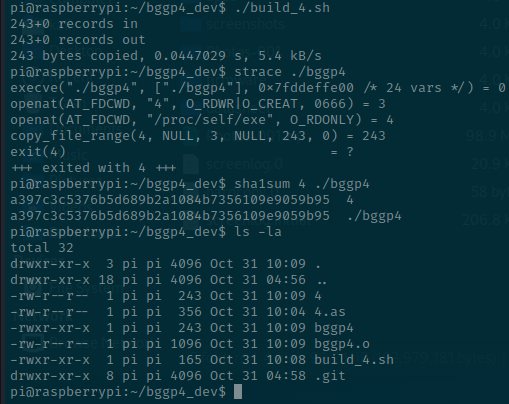 pi@raspberrypi:~/bggp4_dev$ ./build_4.sh
243+0 records in
243+0 records out
243 bytes copied, 0.0447029 s, 5.4 kB/s
pi@raspberrypi:~/bggp4_dev$ strace ./bggp4
execve("./bggp4", ["./bggp4"], 0×7fddeffe00 /* 24 vars */) = 0
openat(AT_FDCWD, "4", O_RDWR|O_CREAT, 0666) = 3
openat(AT_FDCWD, "/proc/self/exe", O_RDONLY) = 4
copy_file_range(4, NULL, 3, NULL, 243, 0) = 243
exit(4) = ?
+++ exited with 4 +++
pi@raspberrypi:~/bggp4_dev$ sha1sum 4 ./bggp4
a397c3c5376b5d689b2a1084b7356109e9059b95 4
a397c3c5376b5d689b2a1084b7356109e9059b95 ./bggp4
pi@raspberrypi:~/bggp4_dev$ ls -la
total 32
drwxr-xr-x 3 pi pi 4096 Oct 31 10:09 .
drwxr-xr-x 18 pi pi 4096 Oct 31 04:56 ..
-rw-r--r-- 1 pi pi 243 Oct 31 10:09 4
-rw-r--r-- 1 pi pi 356 Oct 31 10:04 4.as
-rwxr-xr-x 1 pi pi 243 Oct 31 10:09 bggp4
-rw-r--r-- 1 pi pi 1096 Oct 31 10:09 bggp4.o
-rwxr-xr-x 1 pi pi 165 Oct 31 10:08 build_4.sh
drwxr-xr-x 8 pi pi 4096 Oct 31 04:58 .git
pi@raspberrypi:~/bggp4_dev$